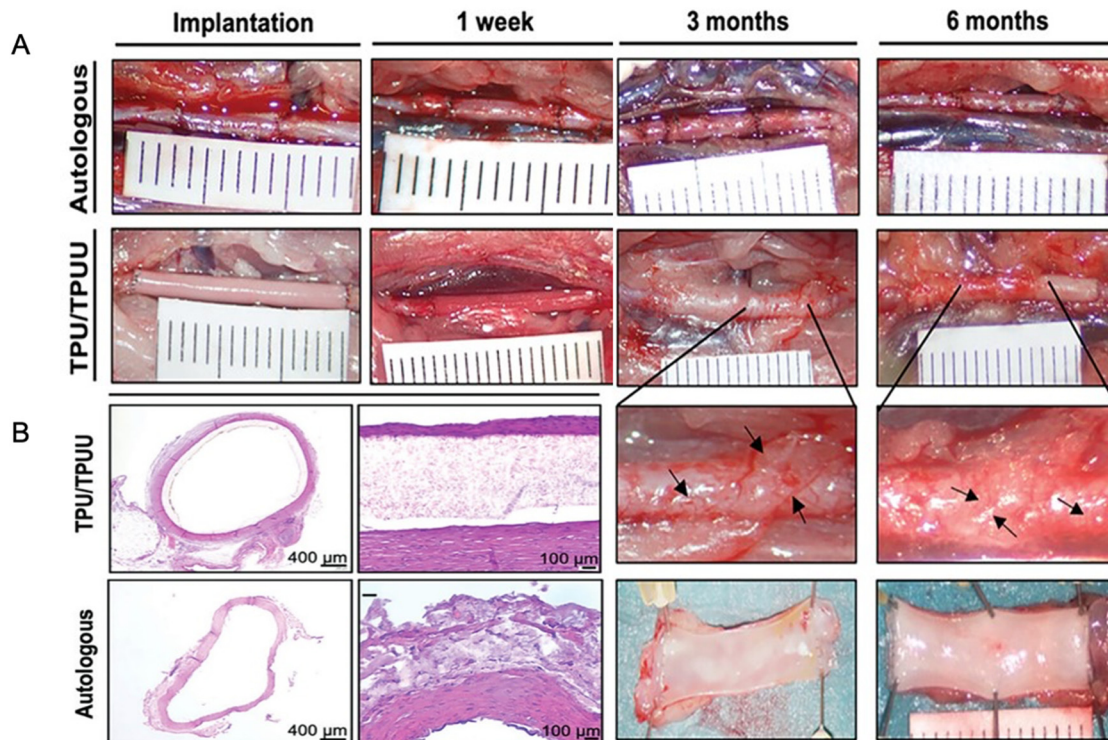 A
Implantation
1 week
3 months
6 months
Autologous
TPU/TPUU
B
TPU/TPUU
400 µm
100 µm
Autologous
400 µm
100 µm